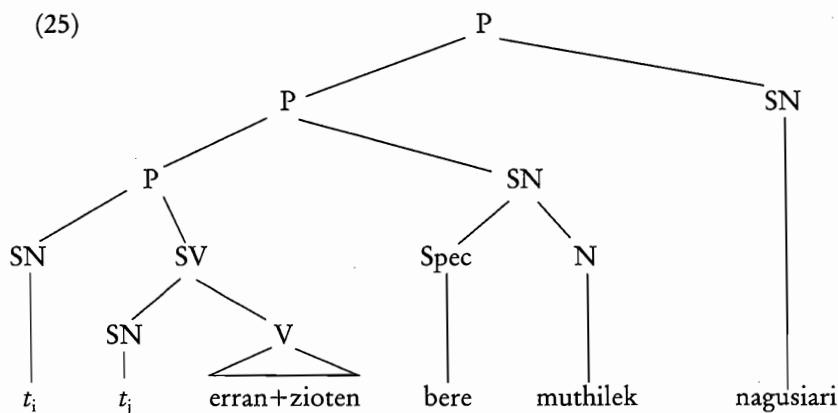 (25)
P
P SN
P SN
SN SV Spec N
SN V
t_i t_j erran+zioten bere muthilek nagusiari